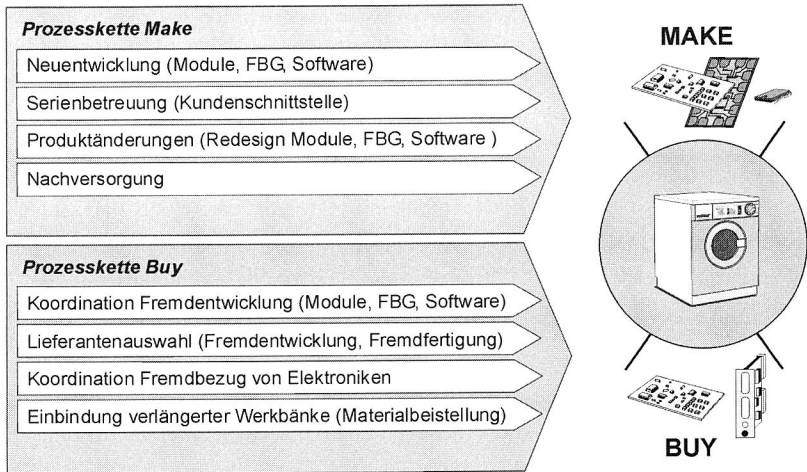 Prozesskette Make
Neuentwicklung (Module, FBG, Software)
Serienbetreuung (Kundenschnittstelle)
Produktänderungen (Redesign Module, FBG, Software )
Nachversorgung
Prozesskette Buy
Koordination Fremdentwicklung (Module, FBG, Software)
Lieferantenauswahl (Fremdentwicklung, Fremdfertigung)
Koordination Fremdbezug von Elektroniken
Einbindung verlängerter Werkbänke (Materialbeistellung)
MAKE
BUY